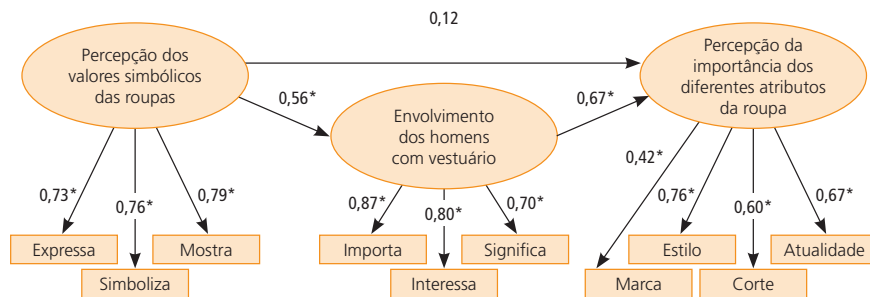 0,12
Percepção dos
valores simbólicos
das roupas
Percepção da
importância dos
diferentes atributos
da roupa
0,56*
0,67*
Envolvimento
dos homens
com vestuário
0,73*
0,76*
0,79*
0,87*
0,80*
0,70*
0,42*
0,76*
0,60*
0,67*
Expressa
Mostra
Importa
Significa
Estilo
Atualidade
Simboliza
Interessa
Marca
Corte